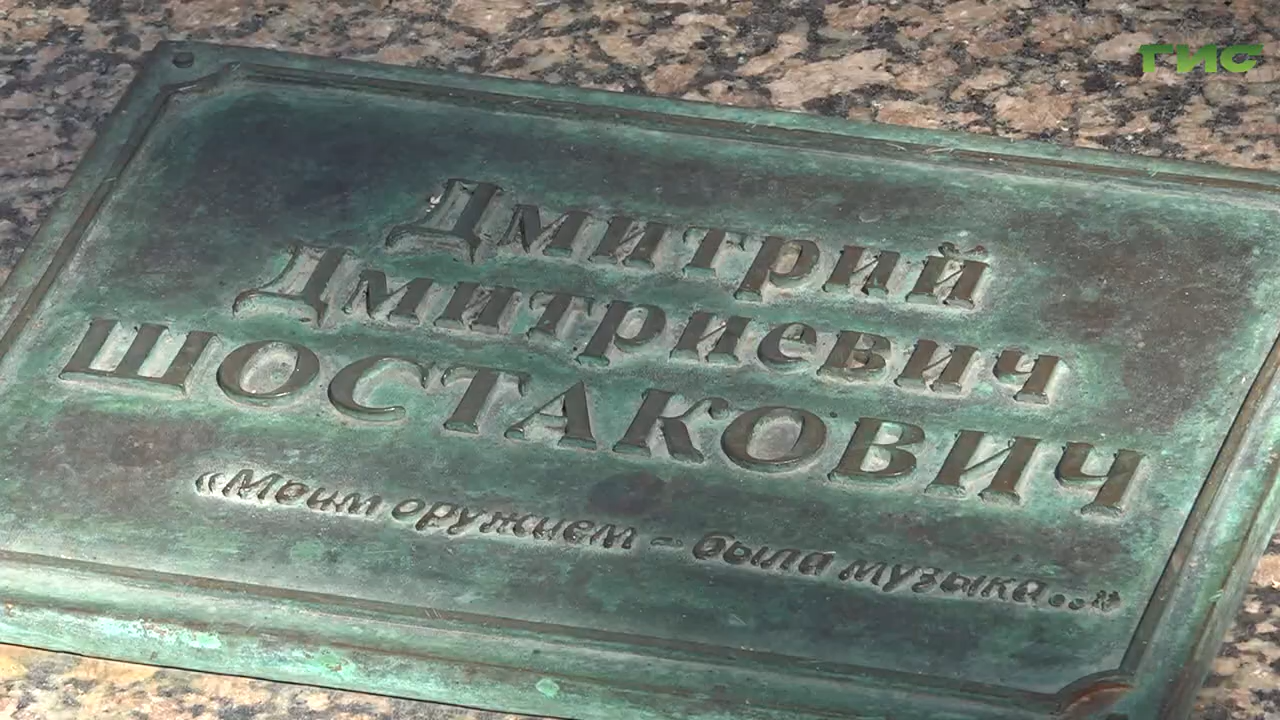 ГИС
Дмитрий
Дмитриевич
ШОСТАКОВИЧ
«Моим оружием - была музыка...»